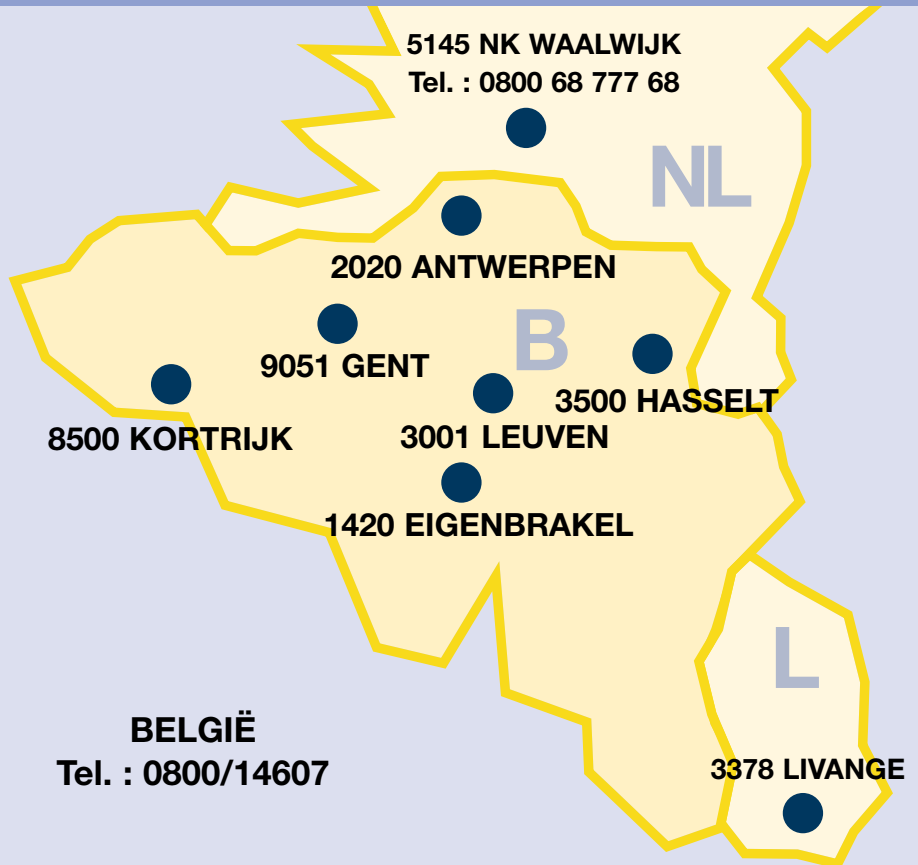 5145 NK WAALWIJK
Tel. : 0800 68 777 68
NL
2020 ANTWERPEN
B
9051 GENT
3500 HASSELT
8500 KORTRIJK
3001 LEUVEN
1420 EIGENBRAKEL
L
BELGIË
Tel. : 0800/14607
3378 LIVANGE